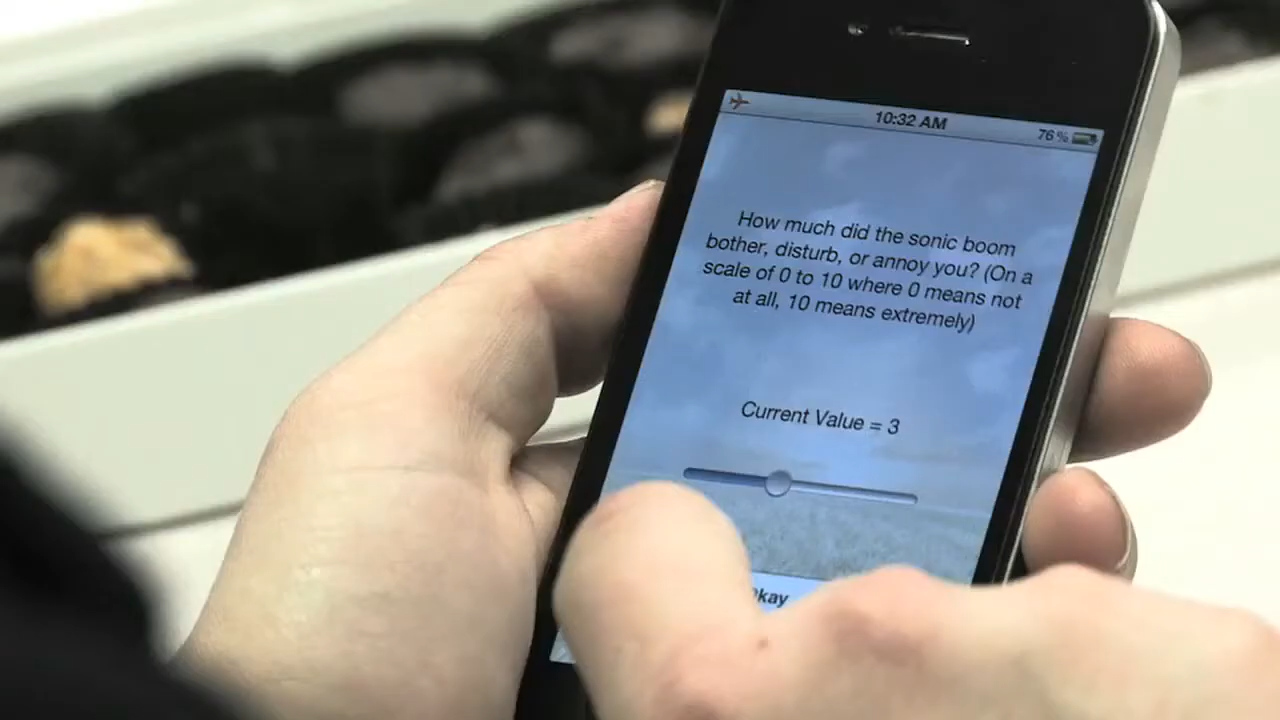 10:32 AM
76%
How much did the sonic boom
bother, disturb, or annoy you? (On a
scale of 0 to 10 where 0 means not
at all, 10 means extremely)
Current Value = 3